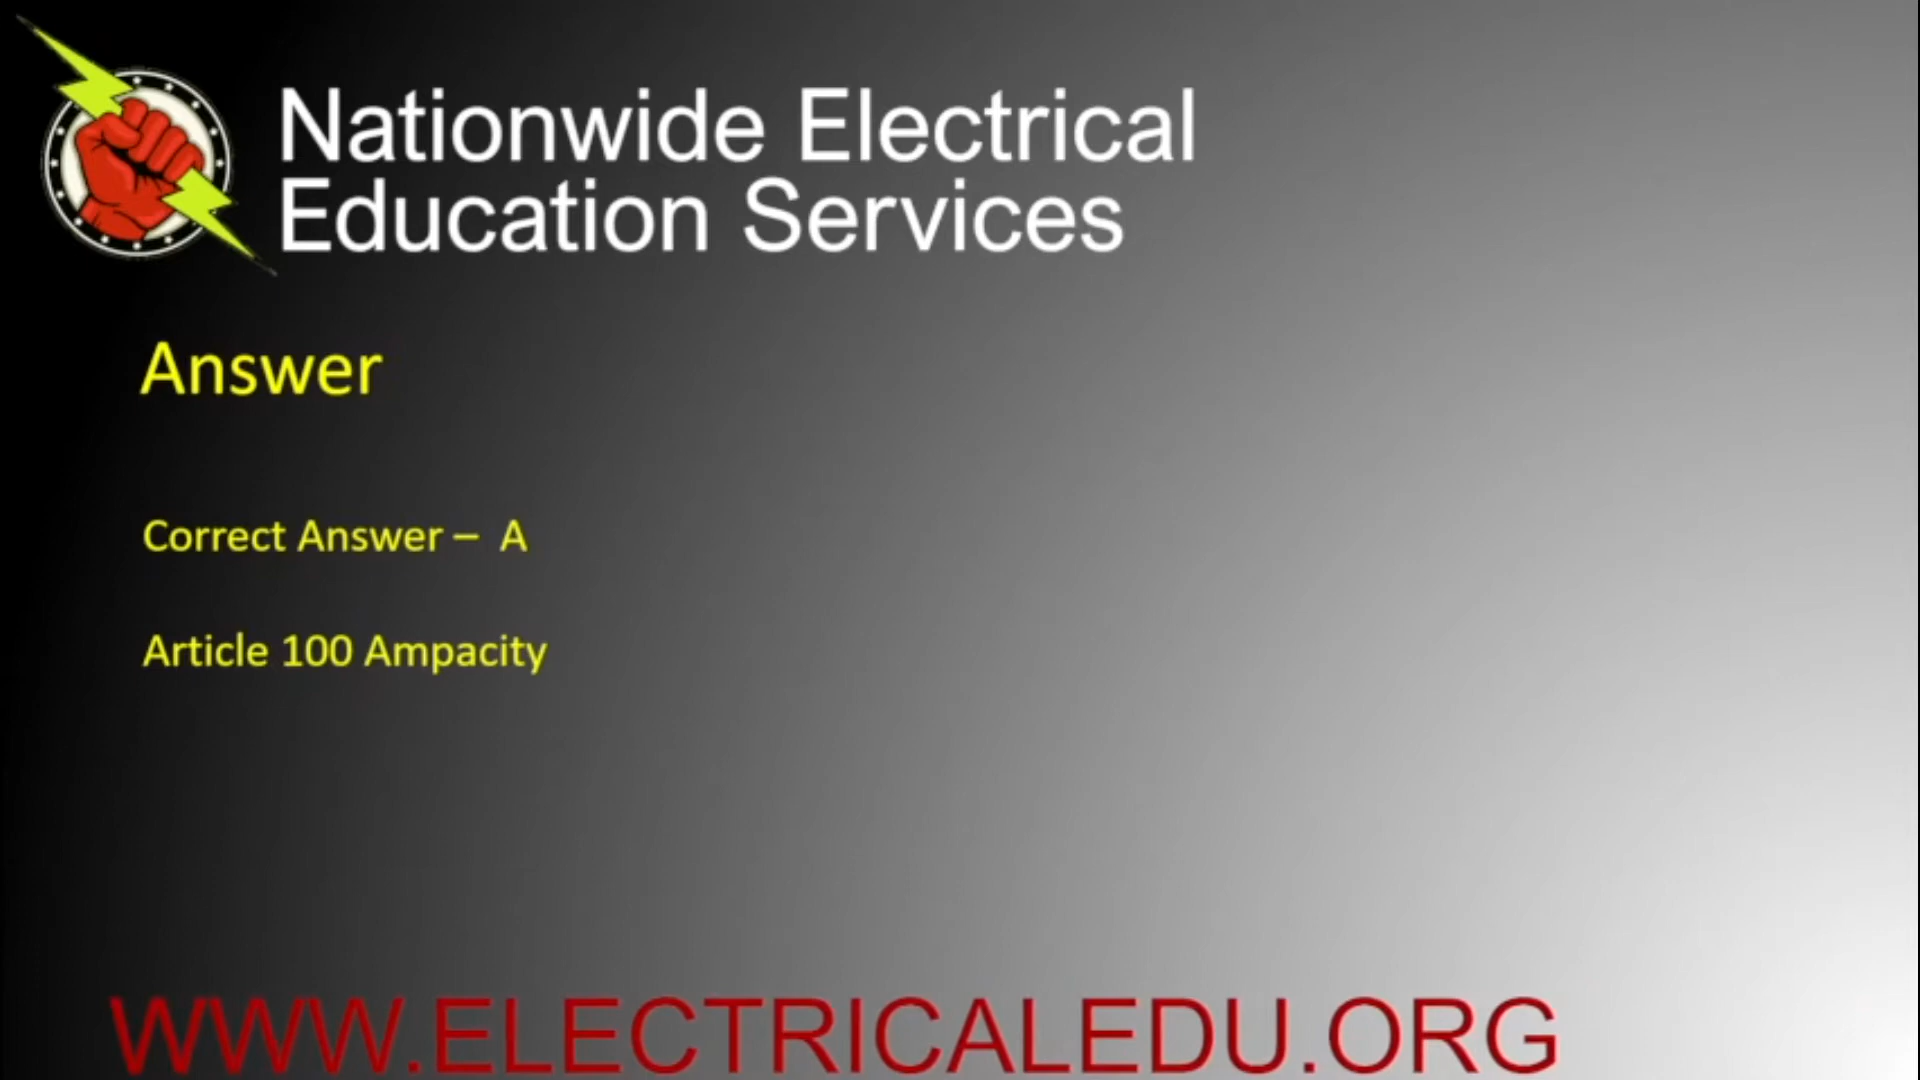 Nationwide Electrical
Education Services
Answer
Correct Answer – A
Article 100 Ampacity
WWW.ELECTRICALEDU.ORG